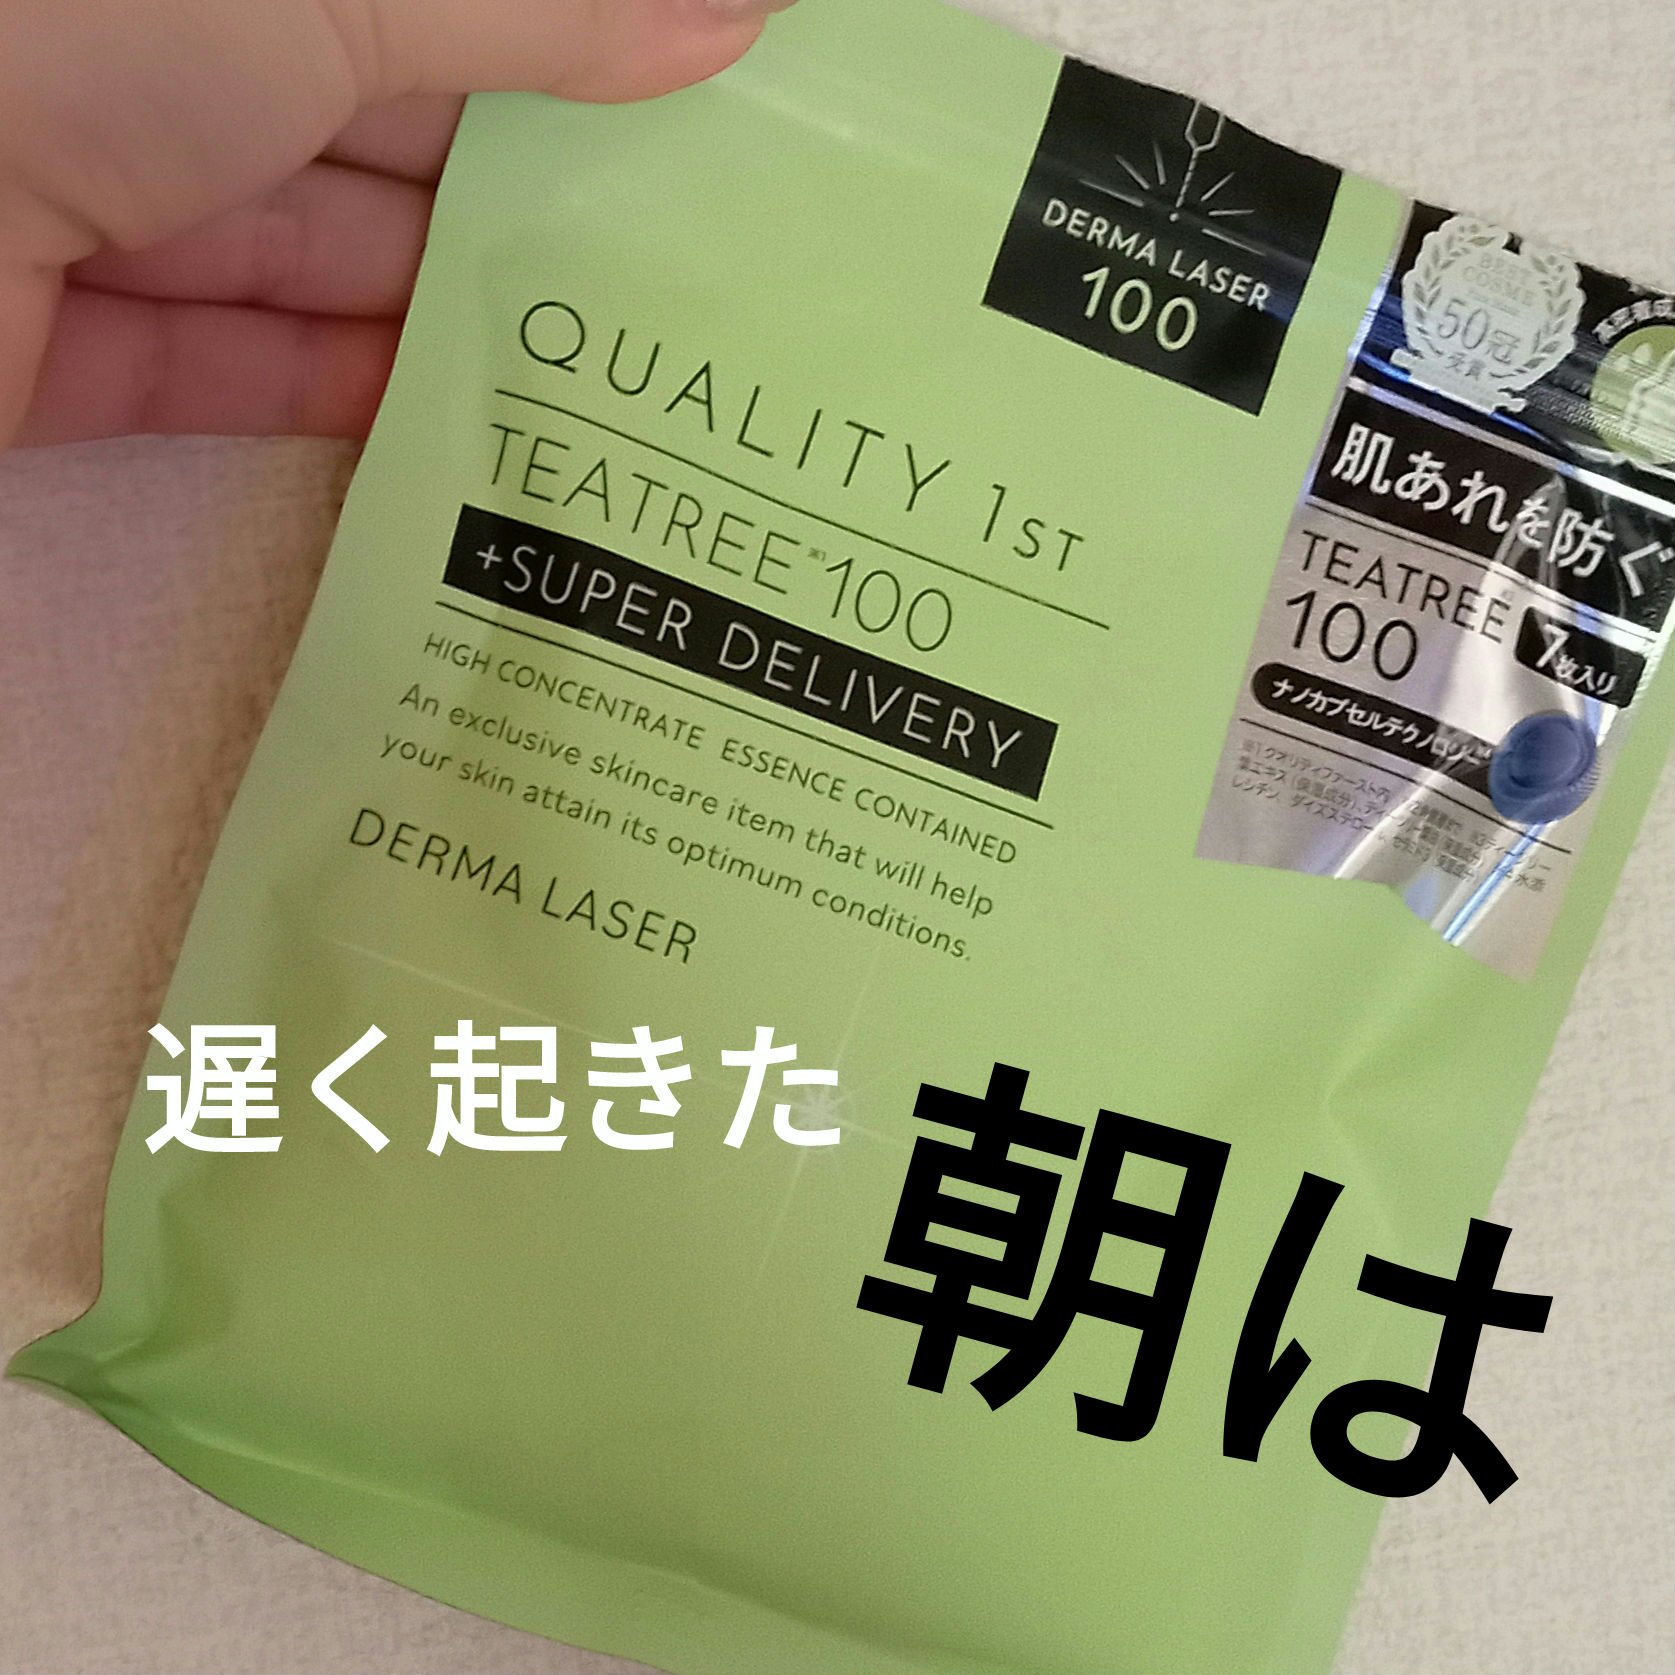 DERMA LASER
100
BEST
COSME
50冠
受賞
QUALITY 1ST
TEATREE※1100
+SUPER DELIVERY
HIGH CONCENTRATE ESSENCE CONTAINED
An exclusive skincare item that will help
your skin attain its optimum conditions.
DERMA LASER
肌あれを防ぐ
TEATREE
100
7枚入り
ナノカプセルテクノロジー
遅く起きた
朝は